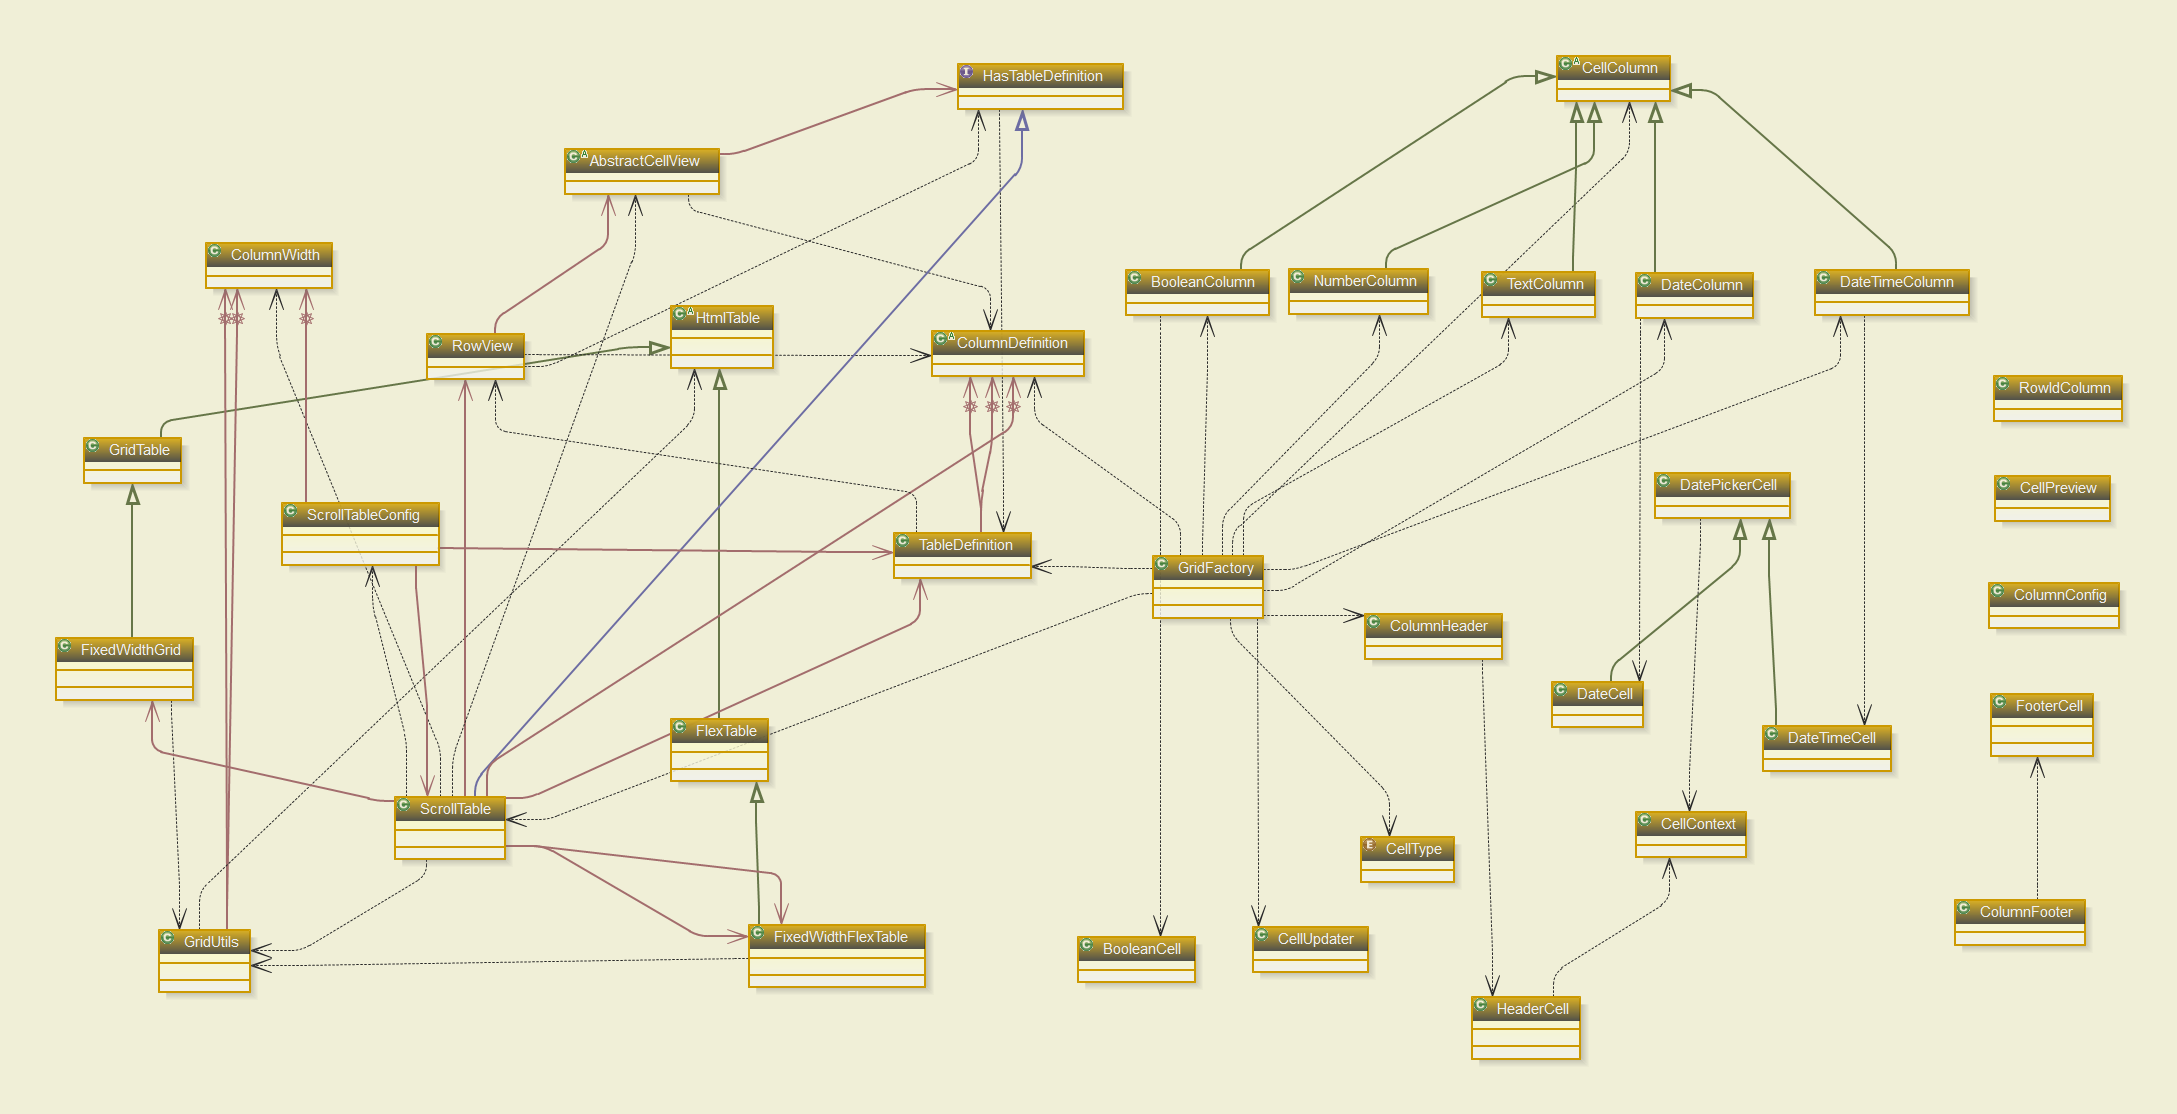 CellColumn
HasTableDefinition
AbstractCellView
ColumnWidth
BooleanColumn
NumberColumn
TextColumn
DateColumn
DateTimeColumn
HtmlTable
RowView
ColumnDefinition
RowIdColumn
GridTable
DatePickerCell
CellPreview
ScrollTableConfig
TableDefinition
GridFactory
ColumnConfig
ColumnHeader
FixedWidthGrid
DateCell
FooterCell
FlexTable
DateTimeCell
ScrollTable
CellContext
CellType
ColumnFooter
GridUtils
FixedWidthFlexTable
BooleanCell
CellUpdater
HeaderCell